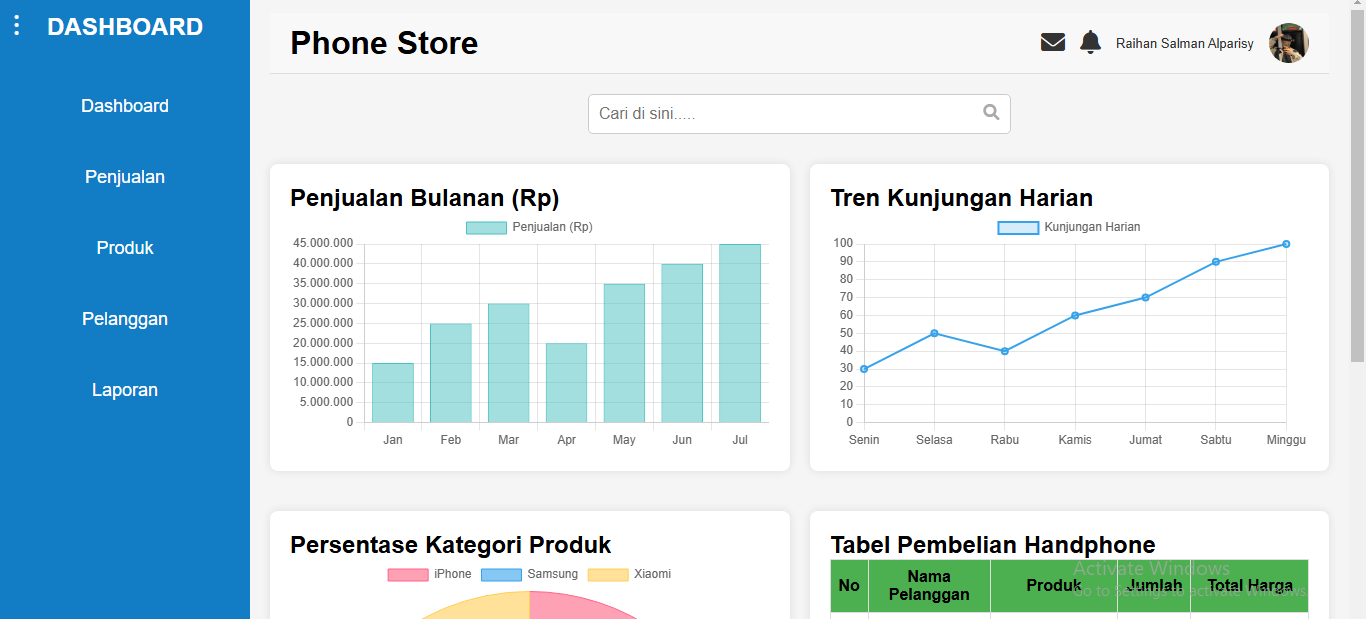 DASHBOARD
Dashboard
Penjualan
Produk
Pelanggan
Laporan
Phone Store
Raihan Salman Alparisy
Cari di sini.....
Penjualan Bulanan (Rp)
Penjualan (Rp)
45.000.000
40.000.000
35.000.000
30.000.000
25.000.000
20.000.000
15.000.000
10.000.000
5.000.000
0
Jan Feb Mar Apr May Jun Jul
Tren Kunjungan Harian
Kunjungan Harian
100
90
80
70
60
50
40
30
20
10
0
Senin Selasa Rabu Kamis Jumat Sabtu Minggu
Persentase Kategori Produk
iPhone Samsung Xiaomi
Tabel Pembelian Handphone
No Nama Pelanggan Produk Jumlah Total Harga
Activate Windows
Go to Settings to activate Windows.